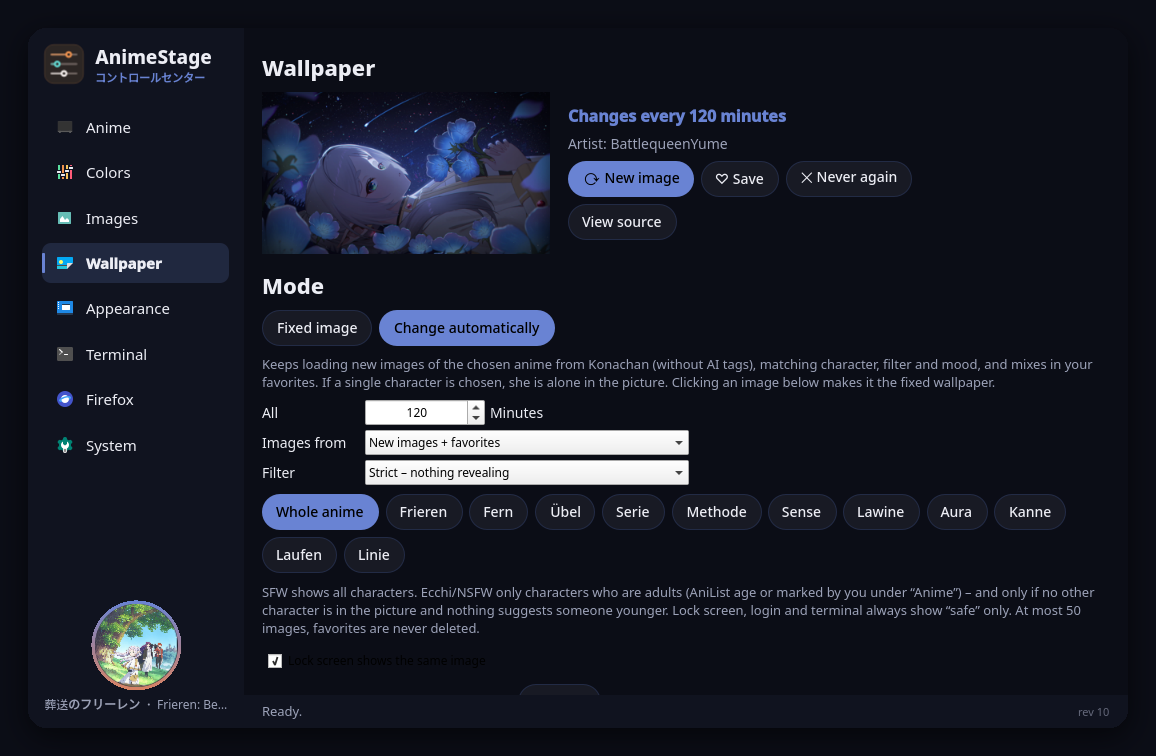 AnimeStage
コントロールセンター
Anime
Colors
Images
Wallpaper
Appearance
Terminal
Firefox
System
葬送のフリーレン · Frieren: Be...
Wallpaper
Changes every 120 minutes
Artist: BattlequeenYume
New image
Save
Never again
View source
Mode
Fixed image
Change automatically
Keeps loading new images of the chosen anime from Konachan (without AI tags), matching character, filter and mood, and mixes in your
favorites. If a single character is chosen, she is alone in the picture. Clicking an image below makes it the fixed wallpaper.
All 120 Minutes
Images from New images + favorites
Filter Strict – nothing revealing
Whole anime Frieren Fern Übel Serie Methode Sense Lawine Aura Kanne
Laufen Linie
SFW shows all characters. Ecchi/NSFW only characters who are adults (AniList age or marked by you under “Anime”) – and only if no other
character is in the picture and nothing suggests someone younger. Lock screen, login and terminal always show “safe” only. At most 50
images, favorites are never deleted.
Lock screen shows the same image
Ready.
rev 10